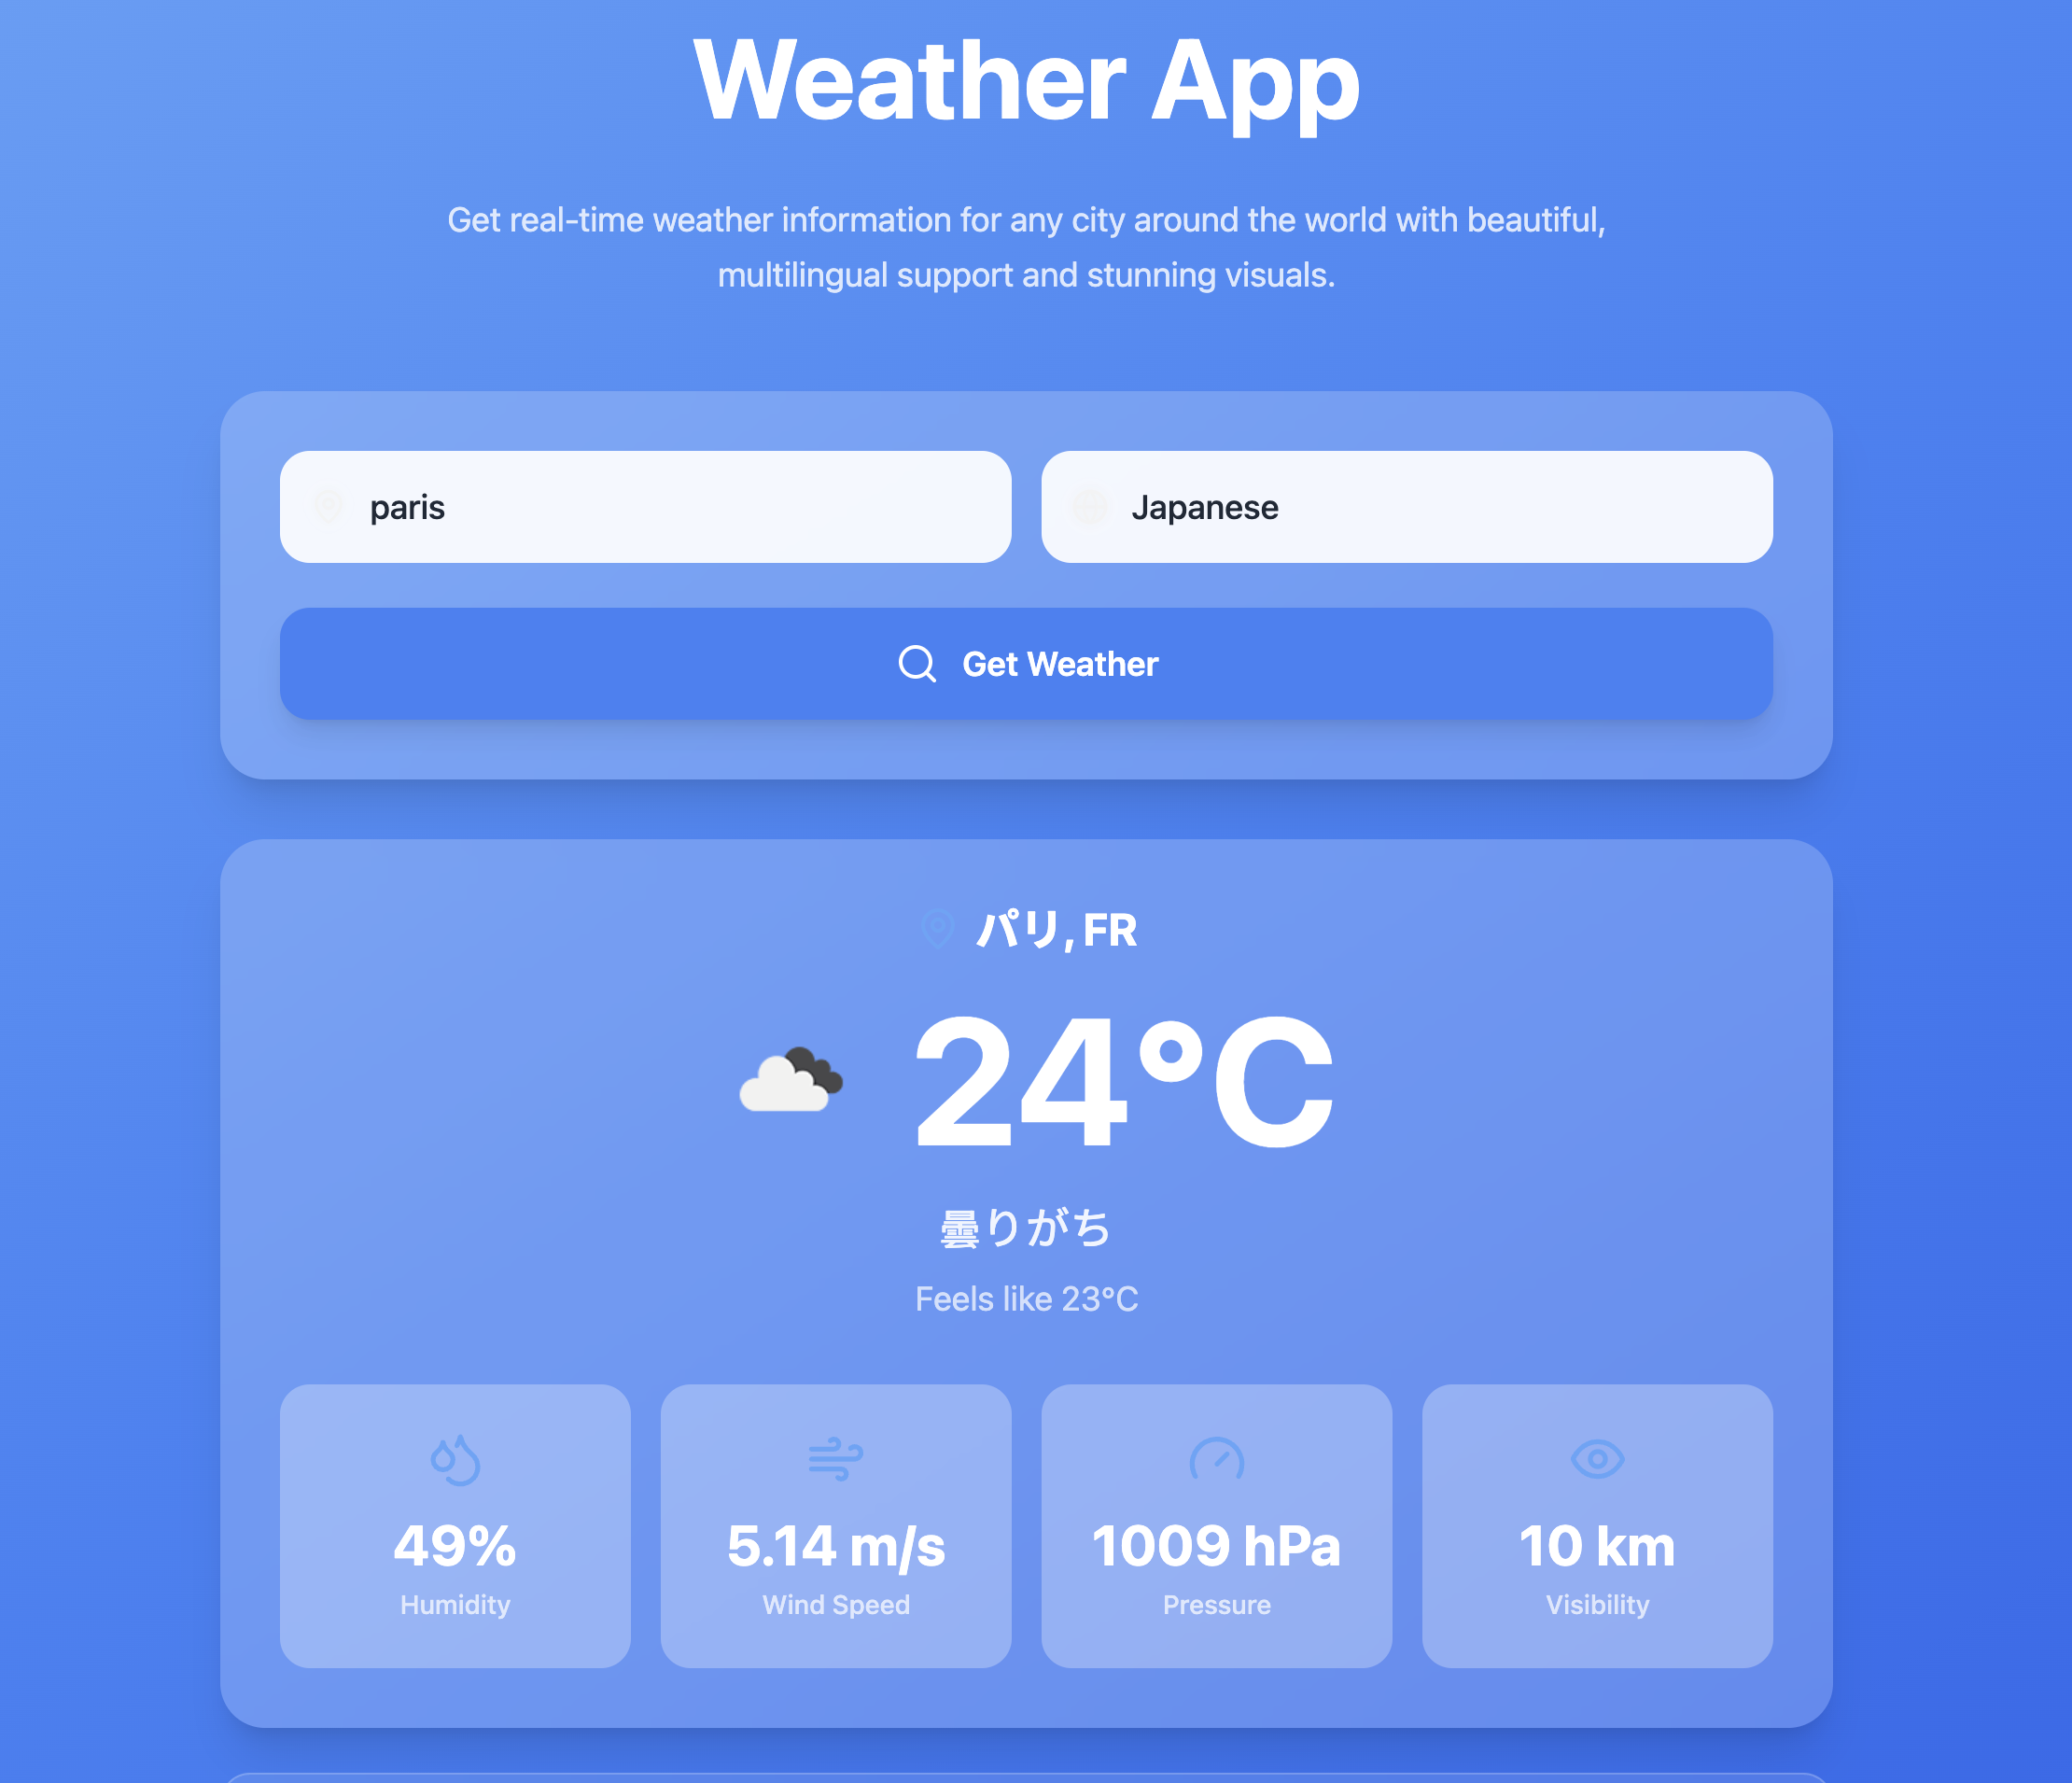 Weather App
Get real-time weather information for any city around the world with beautiful,
multilingual support and stunning visuals.
paris
Japanese
Get Weather
パリ, FR
24°C
曇りがち
Feels like 23°C
49%
Humidity
5.14 m/s
Wind Speed
1009 hPa
Pressure
10 km
Visibility